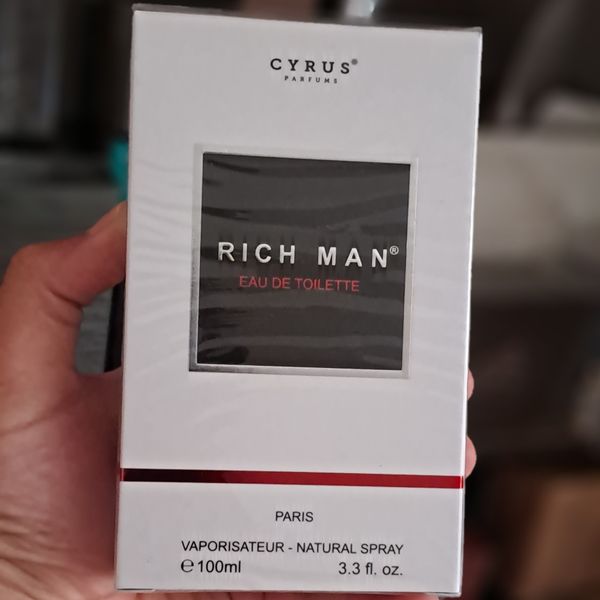 CYRUS®
PARFUMS
RICH MAN®
EAU DE TOILETTE
PARIS
VAPORISATEUR - NATURAL SPRAY
℮100ml 3.3 fl. oz.